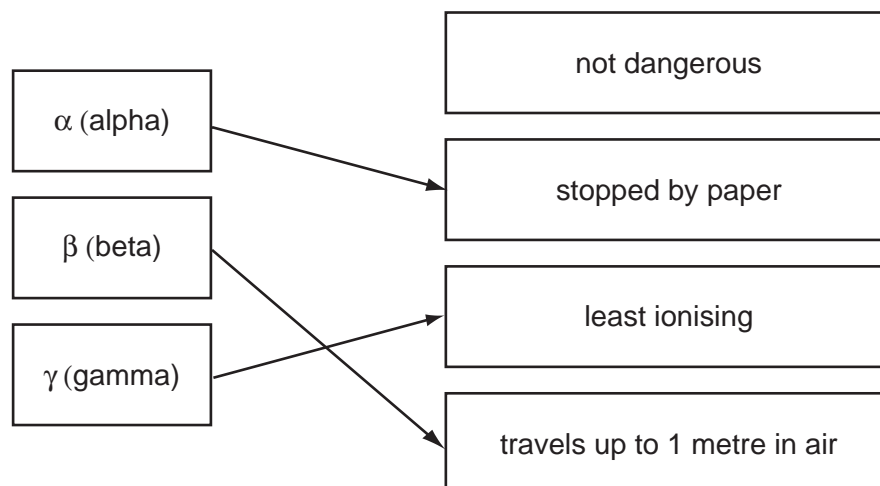 not dangerous
α (alpha)
stopped by paper
β (beta)
least ionising
γ (gamma)
travels up to 1 metre in air